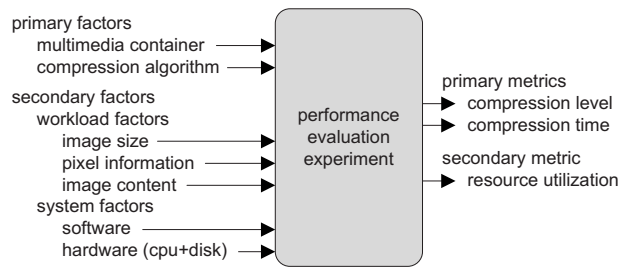 primary factors
multimedia container
compression algorithm
secondary factors
workload factors
image size
pixel information
image content
system factors
software
hardware (cpu+disk)
performance
evaluation
experiment
primary metrics
compression level
compression time
secondary metric
resource utilization